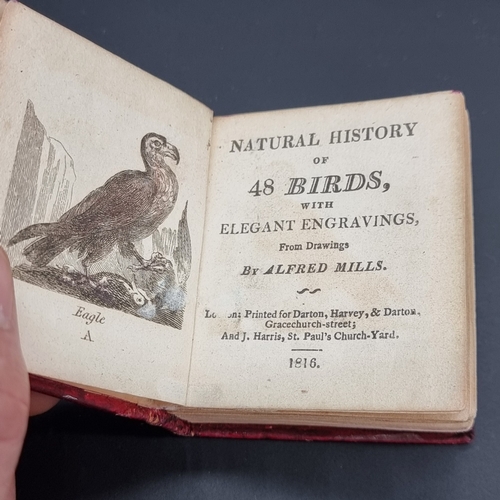 Eagle
A
NATURAL HISTORY
OF
48 BIRDS,
WITH
ELEGANT ENGRAVINGS,
From Drawings
By ALFRED MILLS.
London: Printed for Darton, Harvey, & Darton,
Gracechurch-street;
And J. Harris, St. Paul's Church-Yard.
1816.